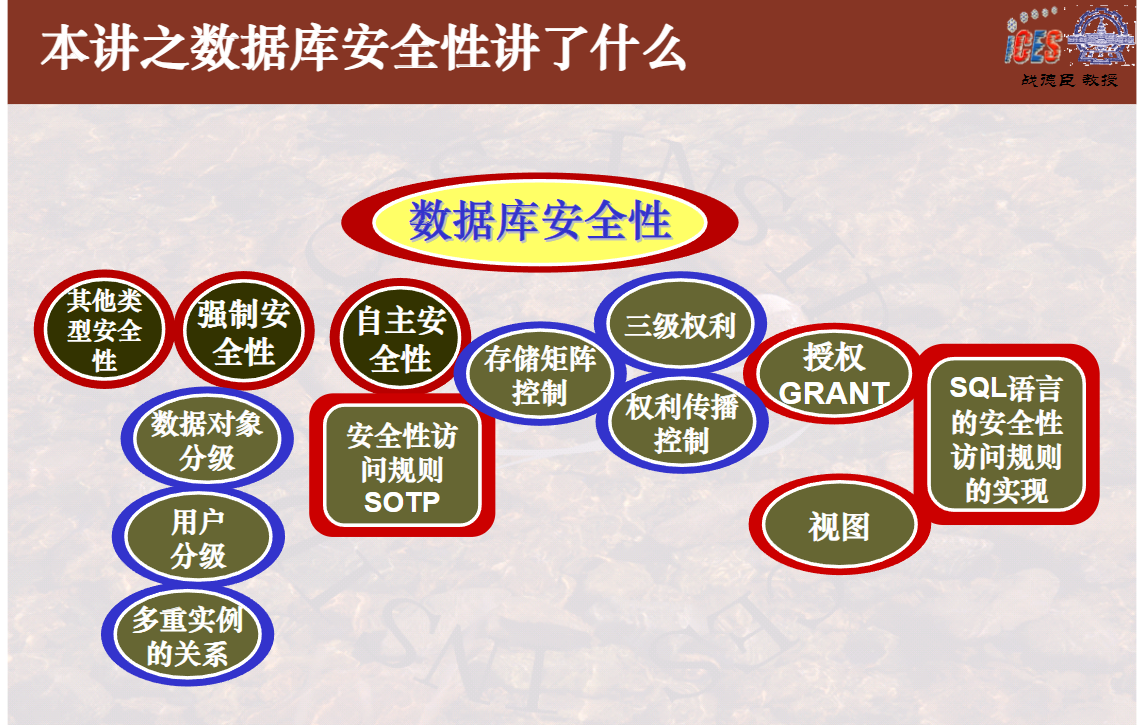 本讲之数据库安全性讲了什么
iCES
战德臣 教授
数据库安全性
其他类
型安全
性
强制安
全性
数据对象
分级
用户
分级
多重实例
的关系
自主安
全性
安全性访
问规则
SOTP
存储矩阵
控制
三级权利
权利传播
控制
授权
GRANT
视图
SQL语言
的安全性
访问规则
的实现